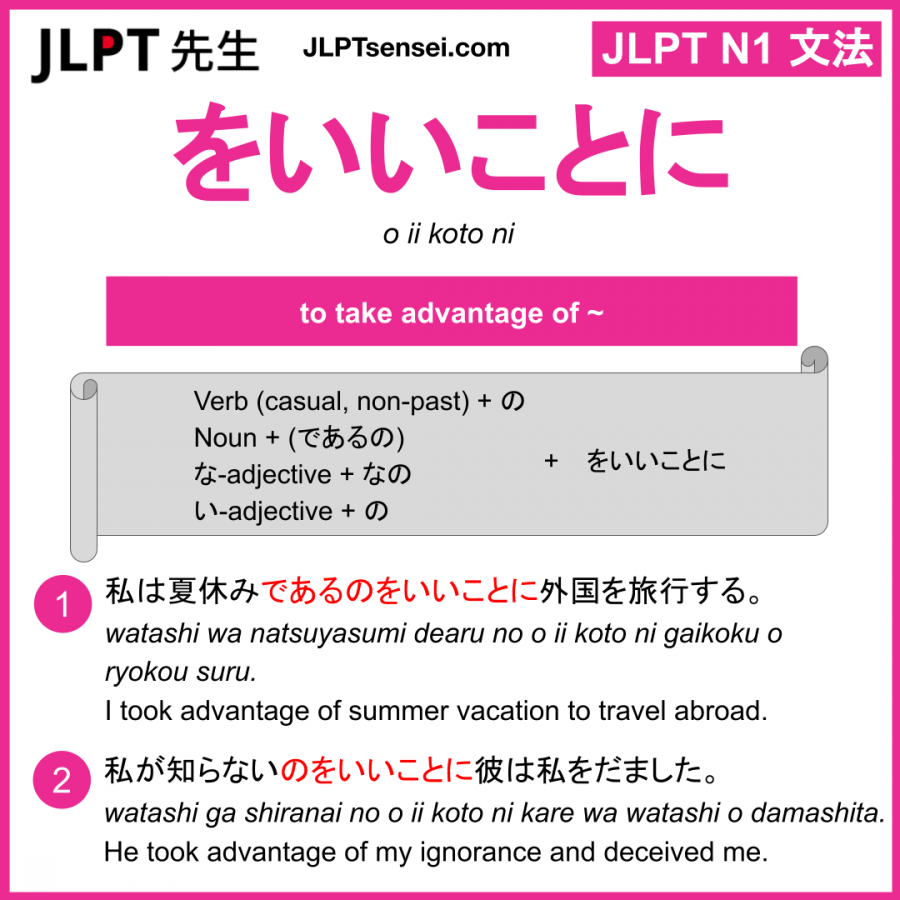 JLPT 先生
JLPTsensei.com
JLPT N1 文法
をいいことに
o ii koto ni
to take advantage of ~
Verb (casual, non-past) + の
Noun + (であるの)
な-adjective + なの
い-adjective + の
+ をいいことに
1
私は夏休みであるのをいいことに外国を旅行する。
watashi wa natsuyasumi dearu no o ii koto ni gaikoku o
ryokou suru.
I took advantage of summer vacation to travel abroad.
2
私が知らないのをいいことに彼は私をだました。
watashi ga shiranai no o ii koto ni kare wa watashi o damashita.
He took advantage of my ignorance and deceived me.